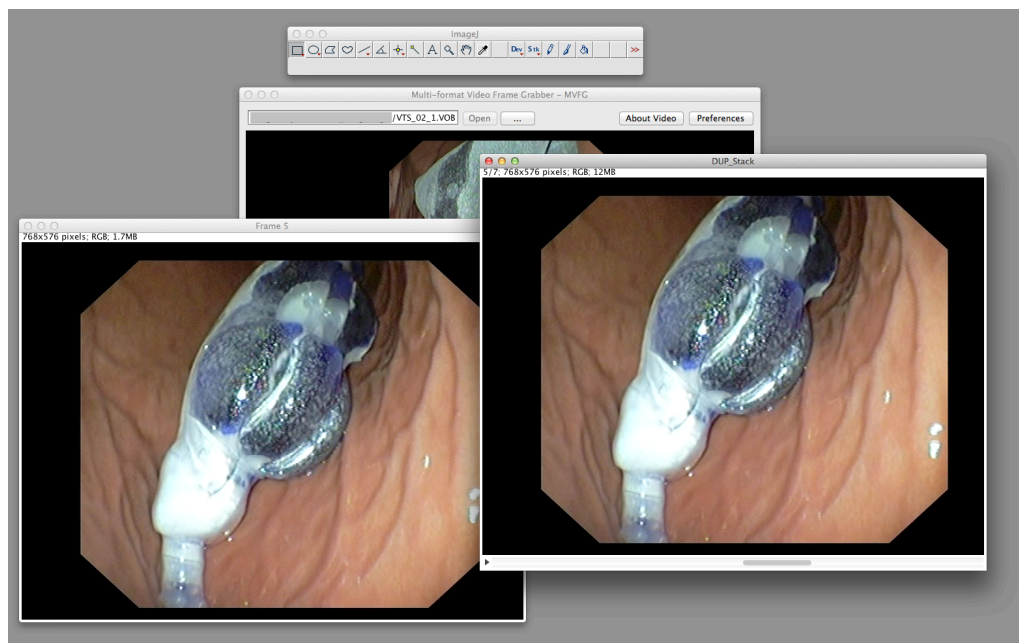 ImageJ
A Dev Stk >>
Multi-format Video Frame Grabber – MVFG
/VTS_02_1.VOB Open ... About Video Preferences
DUP_Stack
5/7; 768x576 pixels; RGB; 12MB
Frame 5
768x576 pixels; RGB; 1.7MB